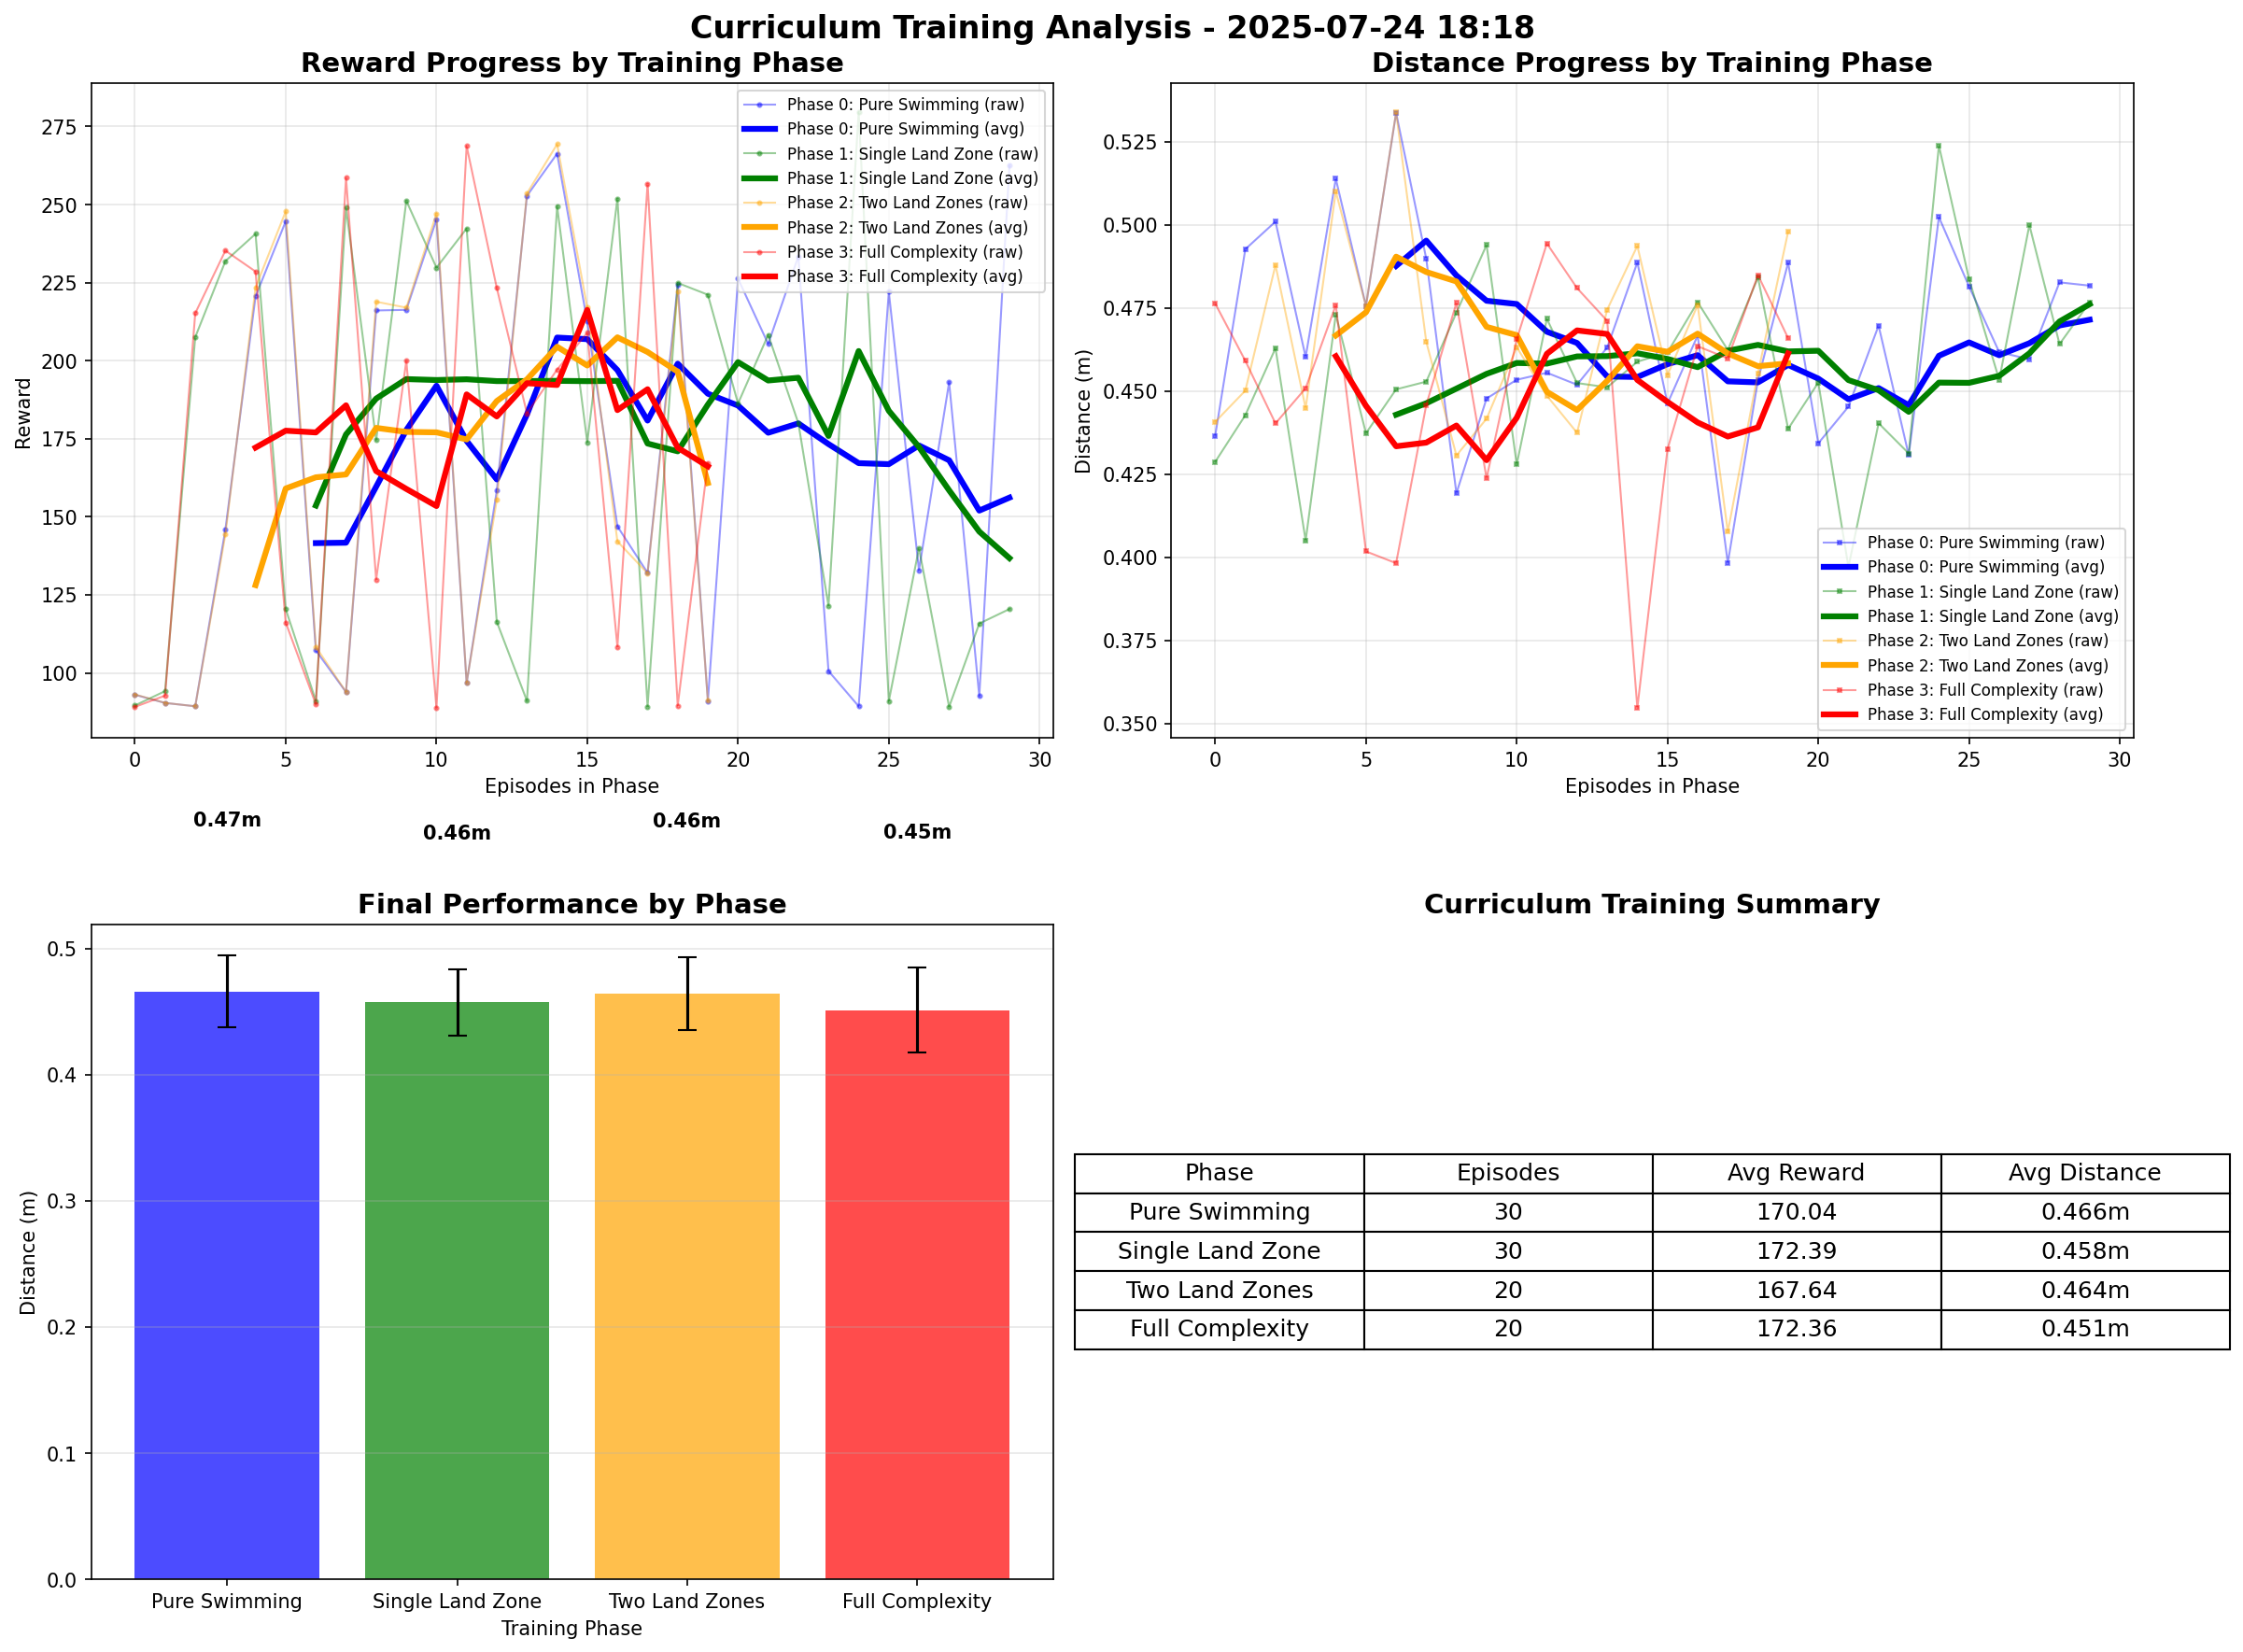 Curriculum Training Analysis - 2025-07-24 18:18
Reward Progress by Training Phase
275
250
225
200
175
150
125
100
Reward
0 5 10 15 20 25 30
Episodes in Phase
Phase 0: Pure Swimming (raw)
Phase 0: Pure Swimming (avg)
Phase 1: Single Land Zone (raw)
Phase 1: Single Land Zone (avg)
Phase 2: Two Land Zones (raw)
Phase 2: Two Land Zones (avg)
Phase 3: Full Complexity (raw)
Phase 3: Full Complexity (avg)
Distance Progress by Training Phase
0.525
0.500
0.475
0.450
0.425
0.400
0.375
0.350
Distance (m)
0 5 10 15 20 25 30
Episodes in Phase
Phase 0: Pure Swimming (raw)
Phase 0: Pure Swimming (avg)
Phase 1: Single Land Zone (raw)
Phase 1: Single Land Zone (avg)
Phase 2: Two Land Zones (raw)
Phase 2: Two Land Zones (avg)
Phase 3: Full Complexity (raw)
Phase 3: Full Complexity (avg)
0.47m 0.46m 0.46m 0.45m
Final Performance by Phase
0.5
0.4
0.3
0.2
0.1
0.0
Distance (m)
Pure Swimming Single Land Zone Two Land Zones Full Complexity
Training Phase
Curriculum Training Summary
Phase Episodes Avg Reward Avg Distance
Pure Swimming 30 170.04 0.466m
Single Land Zone 30 172.39 0.458m
Two Land Zones 20 167.64 0.464m
Full Complexity 20 172.36 0.451m